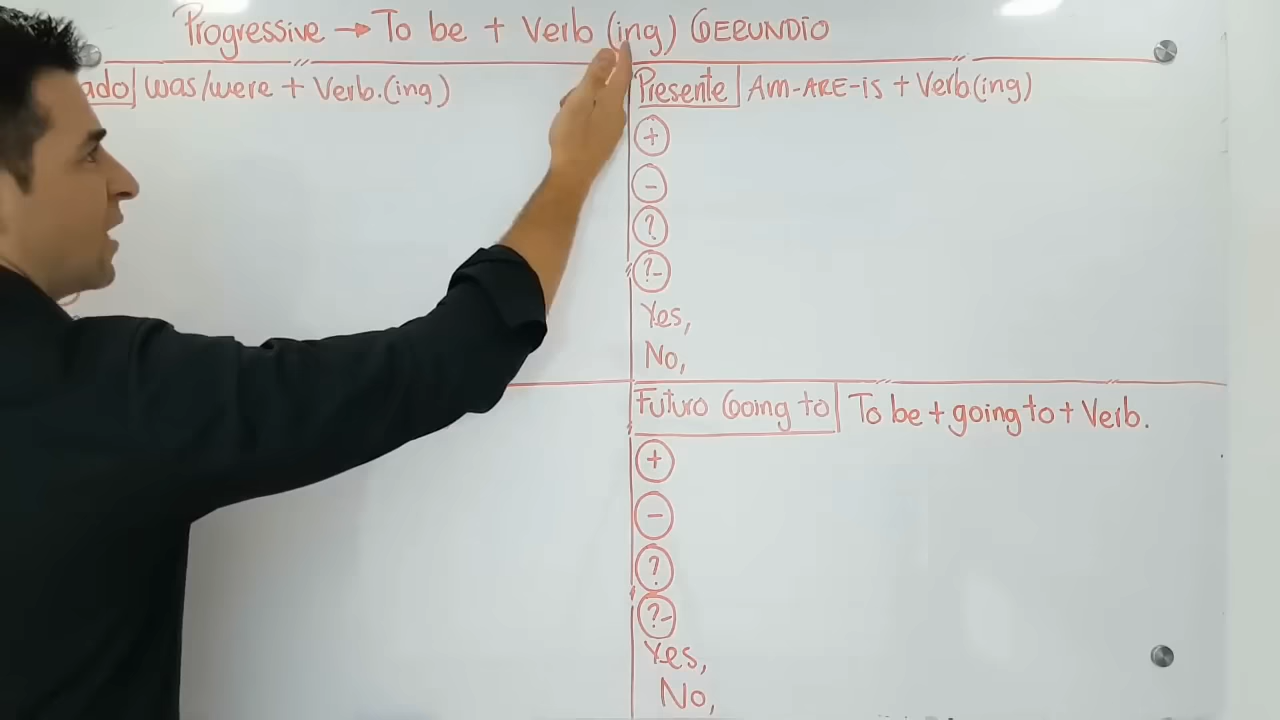 Progressive → To be + Verb (ing) GERUNDIO
ado | was/were + Verb.(ing)
Presente | Am-ARE-is + Verb(ing)
+
-
?
?-
Yes,
No,
Futuro Going to | To be + going to + Verb.
+
-
?
?-
Yes,
No,